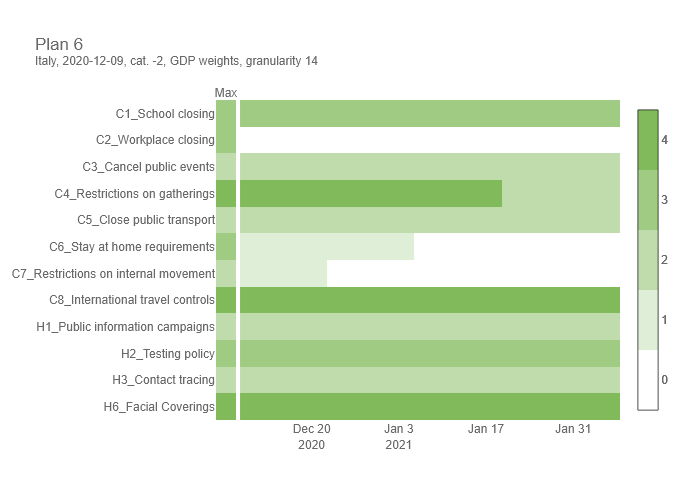 Plan 6
Italy, 2020-12-09, cat. -2, GDP weights, granularity 14
Max
C1_School closing
C2_Workplace closing
C3_Cancel public events
C4_Restrictions on gatherings
C5_Close public transport
C6_Stay at home requirements
C7_Restrictions on internal movement
C8_International travel controls
H1_Public information campaigns
H2_Testing policy
H3_Contact tracing
H6_Facial Coverings
Dec 20 Jan 3 Jan 17 Jan 31
2020 2021
4
3
2
1
0